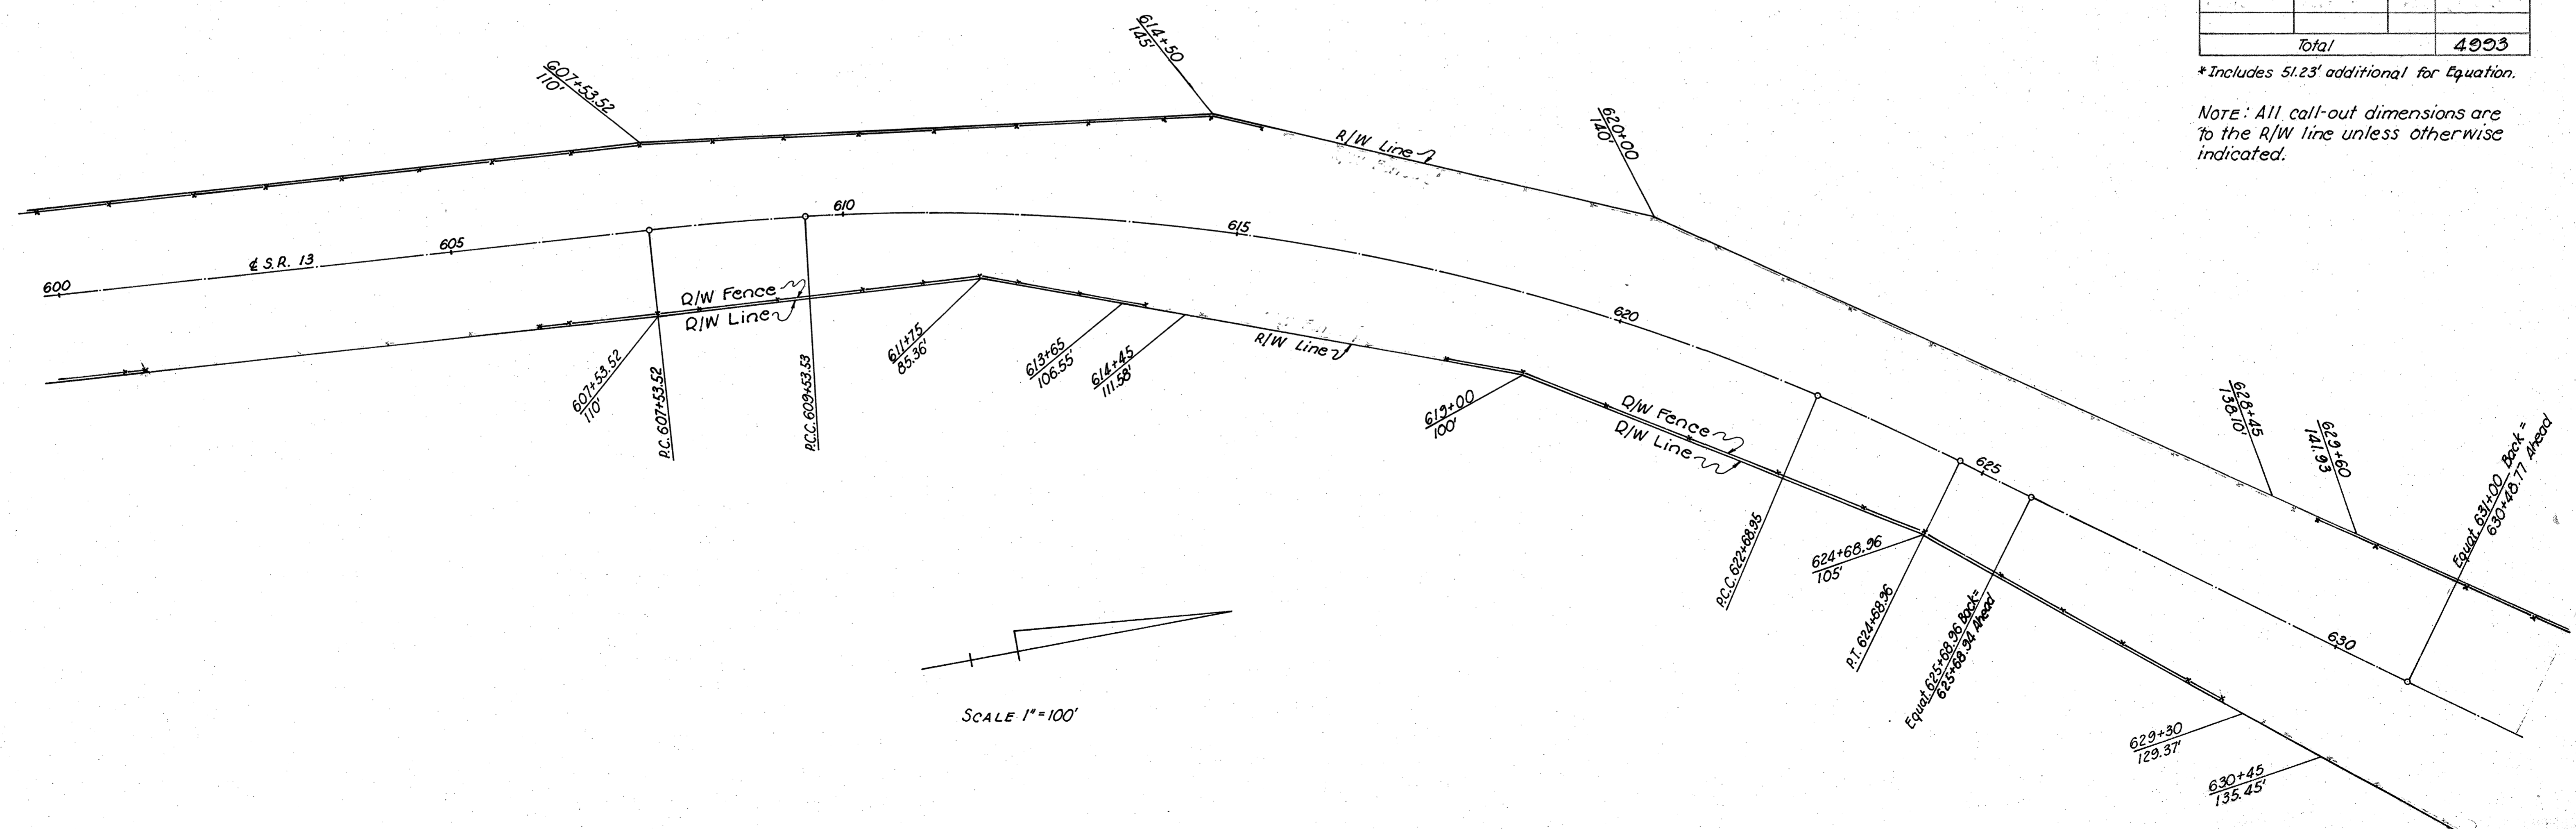 Total 4993
*Includes 51.23' additional for Equation.
NOTE: All call-out dimensions are
to the R/W line unless otherwise
indicated.
614+50
145'
607+53.52
110'
620+00
140'
R/W Line
610
615
605
℄ S.R. 13
600
620
R/W Fence
R/W Line
607+53.52
110'
P.C. 607+53.52
P.C.C. 609+53.53
611+75
85.36'
613+65
106.55'
614+45
111.58'
R/W Line
619+00
100'
R/W Fence
R/W Line
625
628+45
138.10'
629+60
141.93
Equat. 631+00 Back =
630+48.77 Ahead
P.C.C. 622+68.95
624+68.96
105'
P.T. 624+68.96
Equat. 625+68.96 Back=
625+68.94 Ahead
630
629+30
129.37'
630+45
135.45'
SCALE 1"=100'